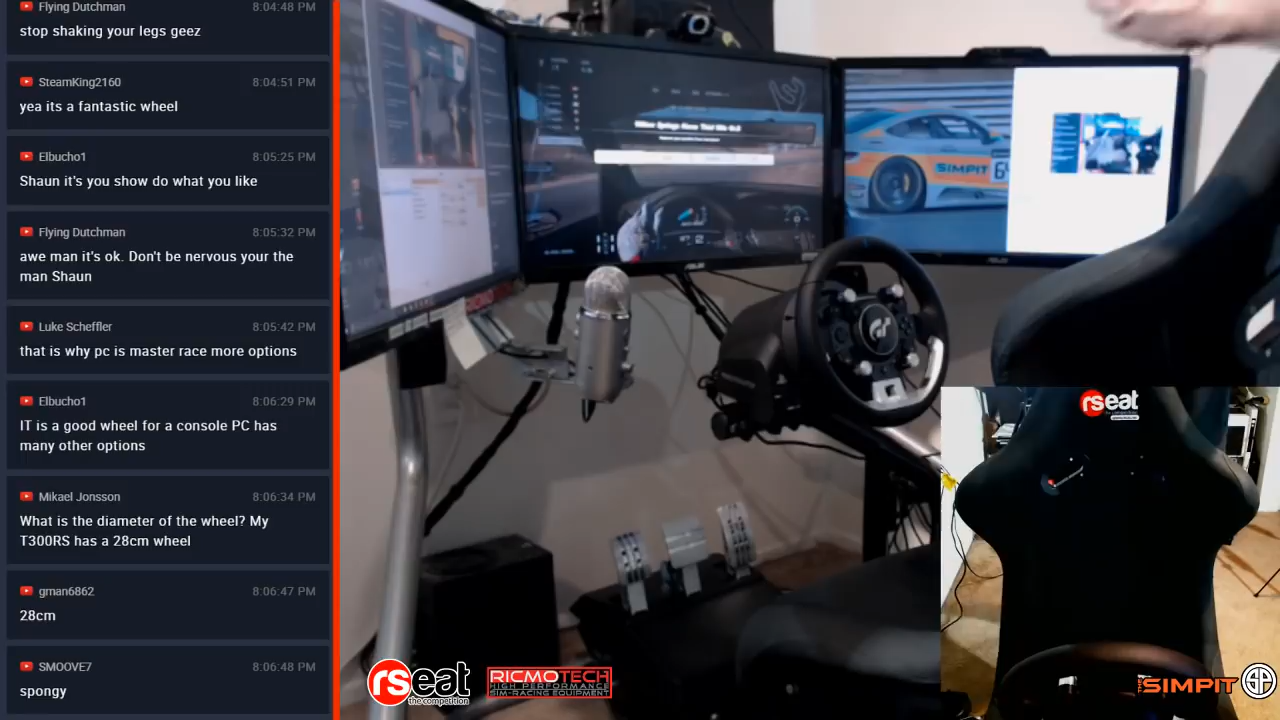 Flying Dutchman 8:04:48 PM
stop shaking your legs geez
SteamKing2160 8:04:51 PM
yea its a fantastic wheel
Elbucho1 8:05:25 PM
Shaun it's you show do what you like
Flying Dutchman 8:05:32 PM
awe man it's ok. Don't be nervous your the
man Shaun
Luke Scheffler 8:05:42 PM
that is why pc is master race more options
Elbucho1 8:06:29 PM
IT is a good wheel for a console PC has
many other options
Mikael Jonsson 8:06:34 PM
What is the diameter of the wheel? My
T300RS has a 28cm wheel
gman6862 8:06:47 PM
28cm
SMOOVE7 8:06:48 PM
spongy
SIMPIT
rseat
rseat
the competition
RICMOTECH
HIGH PERFORMANCE
SIM-RACING EQUIPMENT
SIMPIT SP